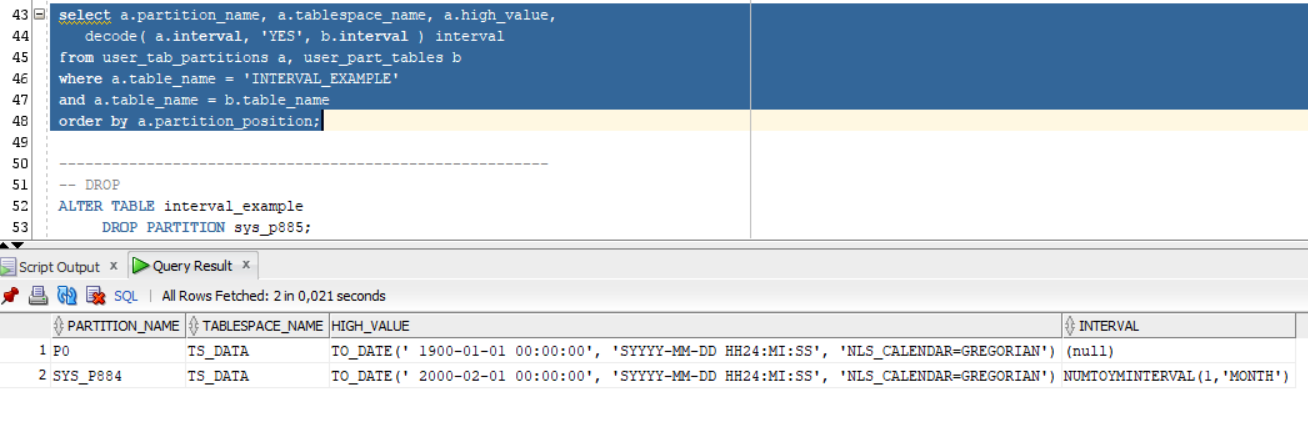 43 select a.partition_name, a.tablespace_name, a.high_value,
44 decode( a.interval, 'YES', b.interval ) interval
45 from user_tab_partitions a, user_part_tables b
46 where a.table_name = 'INTERVAL_EXAMPLE'
47 and a.table_name = b.table_name
48 order by a.partition_position;
49
50 --------------------------------------------------------
51 -- DROP
52 ALTER TABLE interval_example
53 DROP PARTITION sys_p885;
Script Output x Query Result x
SQL | All Rows Fetched: 2 in 0,021 seconds
PARTITION_NAME TABLESPACE_NAME HIGH_VALUE INTERVAL
1 P0 TS_DATA TO_DATE(' 1900-01-01 00:00:00', 'SYYYY-MM-DD HH24:MI:SS', 'NLS_CALENDAR=GREGORIAN') (null)
2 SYS_P884 TS_DATA TO_DATE(' 2000-02-01 00:00:00', 'SYYYY-MM-DD HH24:MI:SS', 'NLS_CALENDAR=GREGORIAN') NUMTOYMINTERVAL(1,'MONTH')